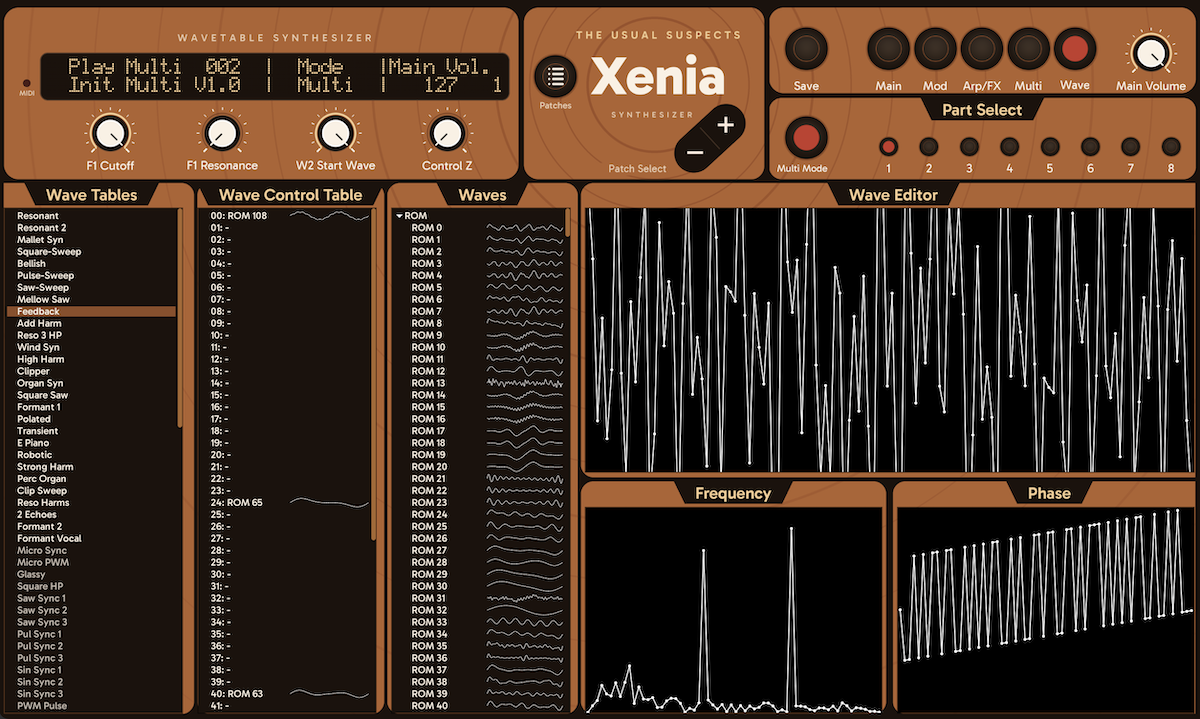 WAVETABLE SYNTHESIZER
Play Multi 002 | Mode |Main Vol.
Init Multi V1.0 | Multi | 127 1
MIDI
F1 Cutoff F1 Resonance W2 Start Wave Control Z
THE USUAL SUSPECTS
Xenia
SYNTHESIZER
Patches
+
−
Patch Select
Save Main Mod Arp/FX Multi Wave Main Volume
Part Select
Multi Mode 1 2 3 4 5 6 7 8
Wave Tables
Resonant
Resonant 2
Mallet Syn
Square-Sweep
Bellish
Pulse-Sweep
Saw-Sweep
Mellow Saw
Feedback
Add Harm
Reso 3 HP
Wind Syn
High Harm
Clipper
Organ Syn
Square Saw
Formant 1
Polated
Transient
E Piano
Robotic
Strong Harm
Perc Organ
Clip Sweep
Reso Harms
2 Echoes
Formant 2
Formant Vocal
Micro Sync
Micro PWM
Glassy
Square HP
Saw Sync 1
Saw Sync 2
Saw Sync 3
Pul Sync 1
Pul Sync 2
Pul Sync 3
Sin Sync 1
Sin Sync 2
Sin Sync 3
PWM Pulse
Wave Control Table
00: ROM 108
01: -
02: -
03: -
04: -
05: -
06: -
07: -
08: -
09: -
10: -
11: -
12: -
13: -
14: -
15: -
16: -
17: -
18: -
19: -
20: -
21: -
22: -
23: -
24: ROM 65
25: -
26: -
27: -
28: -
29: -
30: -
31: -
32: -
33: -
34: -
35: -
36: -
37: -
38: -
39: -
40: ROM 63
41: -
Waves
ROM
ROM 0
ROM 1
ROM 2
ROM 3
ROM 4
ROM 5
ROM 6
ROM 7
ROM 8
ROM 9
ROM 10
ROM 11
ROM 12
ROM 13
ROM 14
ROM 15
ROM 16
ROM 17
ROM 18
ROM 19
ROM 20
ROM 21
ROM 22
ROM 23
ROM 24
ROM 25
ROM 26
ROM 27
ROM 28
ROM 29
ROM 30
ROM 31
ROM 32
ROM 33
ROM 34
ROM 35
ROM 36
ROM 37
ROM 38
ROM 39
ROM 40
Wave Editor
Frequency
Phase